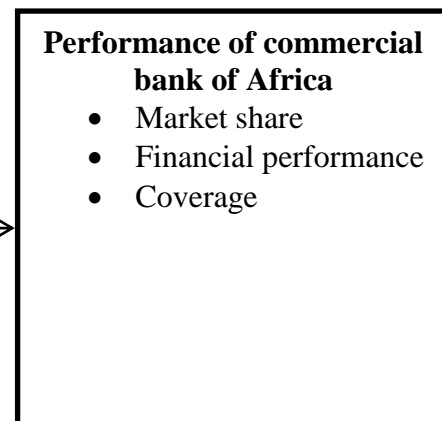 Performance of commercial
bank of Africa
• Market share
• Financial performance
• Coverage